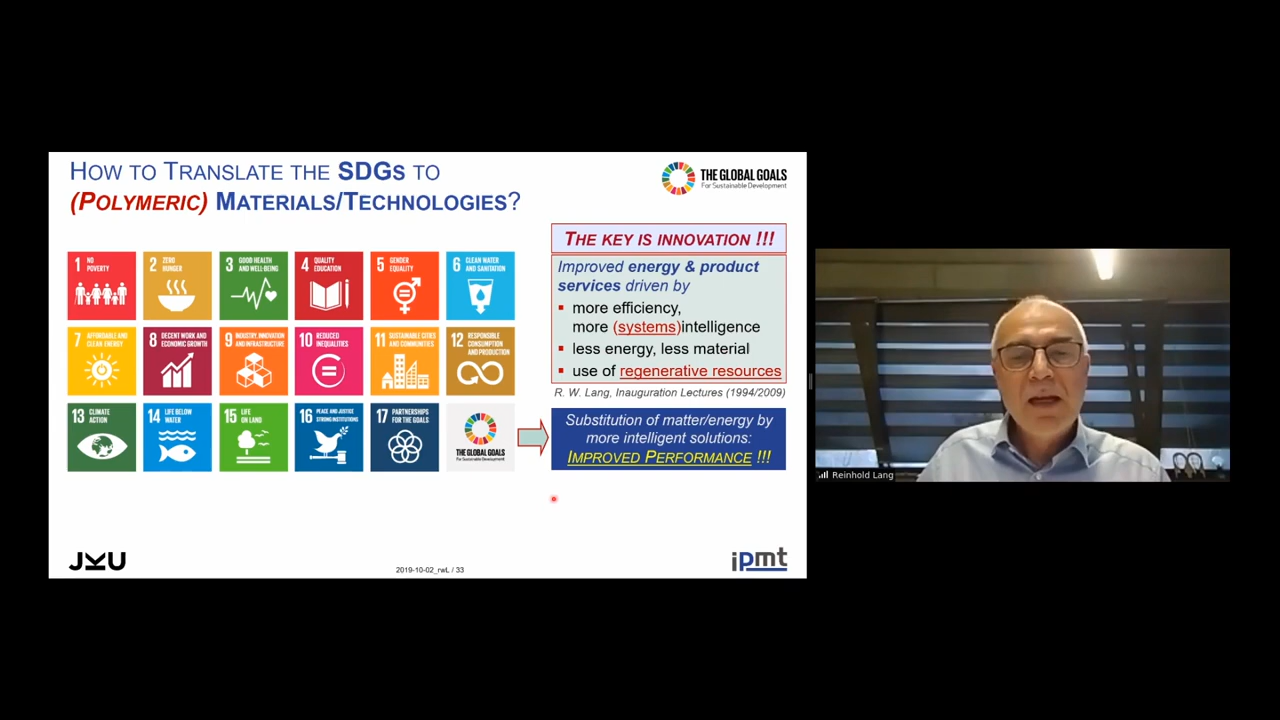 HOW TO TRANSLATE THE SDGS TO
(POLYMERIC) MATERIALS/TECHNOLOGIES?
THE GLOBAL GOALS
For Sustainable Development
1 NO POVERTY
2 ZERO HUNGER
3 GOOD HEALTH AND WELL-BEING
4 QUALITY EDUCATION
5 GENDER EQUALITY
6 CLEAN WATER AND SANITATION
7 AFFORDABLE AND CLEAN ENERGY
8 DECENT WORK AND ECONOMIC GROWTH
9 INDUSTRY, INNOVATION AND INFRASTRUCTURE
10 REDUCED INEQUALITIES
11 SUSTAINABLE CITIES AND COMMUNITIES
12 RESPONSIBLE CONSUMPTION AND PRODUCTION
13 CLIMATE ACTION
14 LIFE BELOW WATER
15 LIFE ON LAND
16 PEACE AND JUSTICE STRONG INSTITUTIONS
17 PARTNERSHIPS FOR THE GOALS
THE GLOBAL GOALS
For Sustainable Development
THE KEY IS INNOVATION !!!
Improved energy & product
services driven by
▪ more efficiency,
more (systems)intelligence
▪ less energy, less material
▪ use of regenerative resources
R. W. Lang, Inauguration Lectures (1994/2009)
Substitution of matter/energy by
more intelligent solutions:
IMPROVED PERFORMANCE !!!
JKU
2019-10-02_rwL / 33
ipmt
Reinhold Lang